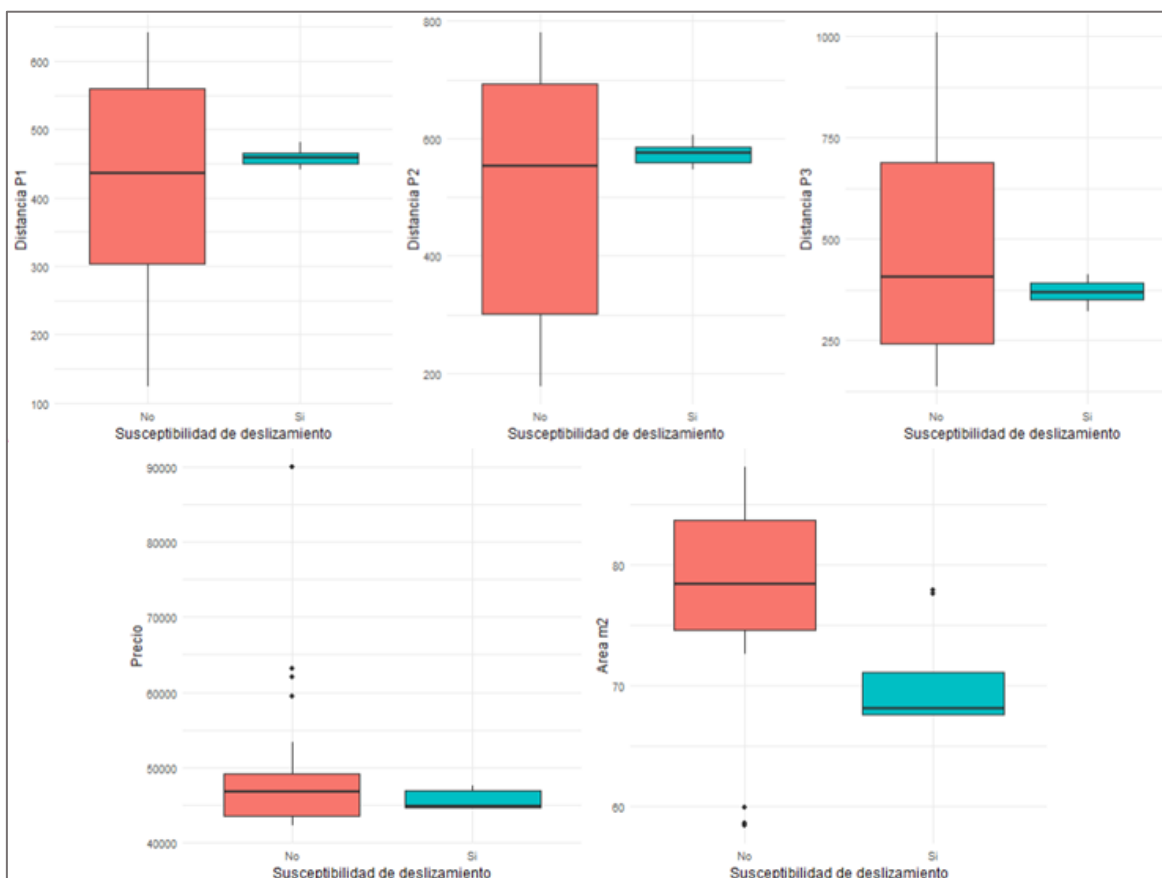 Distancia P1
600
500
400
300
200
100
No
Si
Susceptibilidad de deslizamiento
Distancia P2
800
600
400
200
No
Si
Susceptibilidad de deslizamiento
Distancia P3
1000
750
500
250
No
Si
Susceptibilidad de deslizamiento
Precio
90000
80000
70000
60000
50000
40000
No
Si
Susceptibilidad de deslizamiento
Area m2
80
70
60
No
Si
Susceptibilidad de deslizamiento